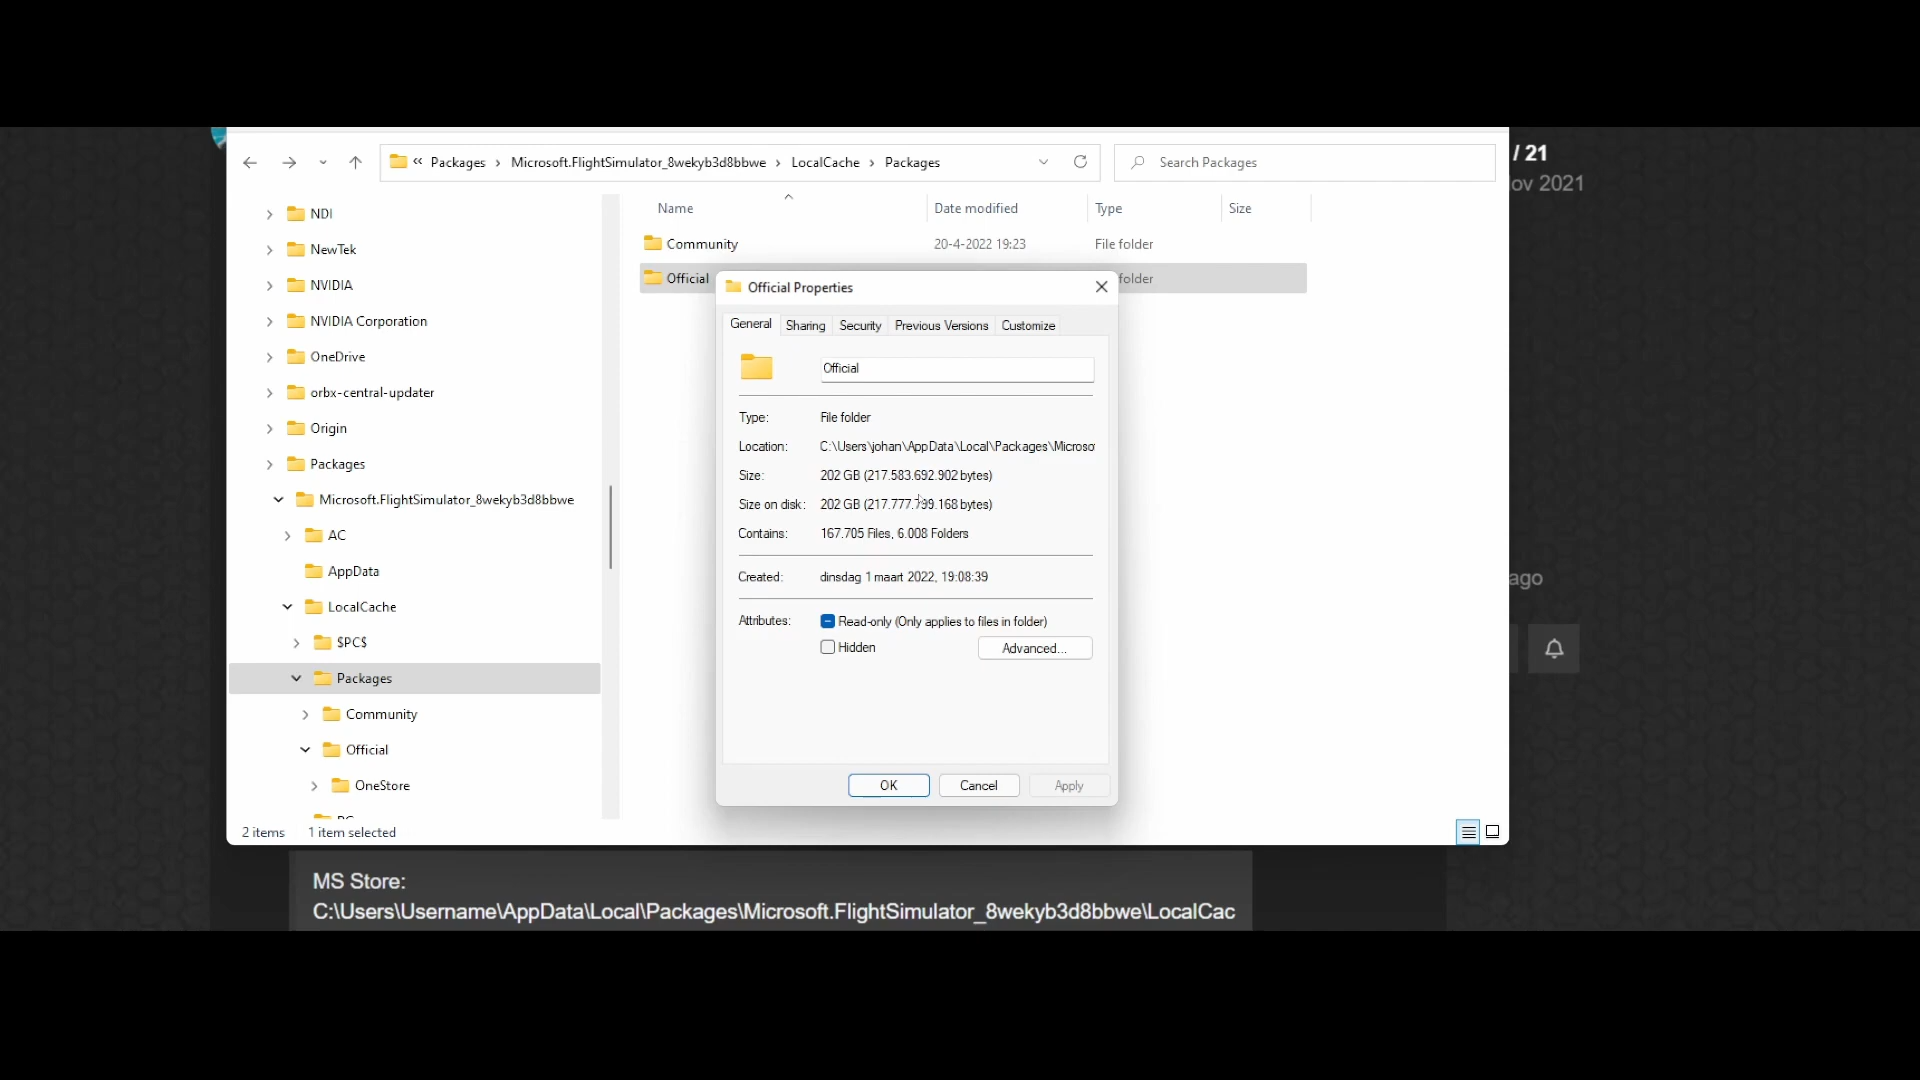 / 21
ov 2021
« Packages › Microsoft.FlightSimulator_8wekyb3d8bbwe › LocalCache › Packages
Search Packages
Name Date modified Type Size
Community 20-4-2022 19:23 File folder
Official folder
NDI
NewTek
NVIDIA
NVIDIA Corporation
OneDrive
orbx-central-updater
Origin
Packages
Microsoft.FlightSimulator_8wekyb3d8bbwe
AC
AppData
LocalCache
$PC$
Packages
Community
Official
OneStore
Official Properties
General Sharing Security Previous Versions Customize
Official
Type: File folder
Location: C:\Users\johan\AppData\Local\Packages\Microsof
Size: 202 GB (217.583.692.902 bytes)
Size on disk: 202 GB (217.777.799.168 bytes)
Contains: 167.705 Files, 6.008 Folders
Created: dinsdag 1 maart 2022, 19:08:39
Attributes: Read-only (Only applies to files in folder)
Hidden Advanced...
OK Cancel Apply
ago
2 items 1 item selected
MS Store:
C:\Users\Username\AppData\Local\Packages\Microsoft.FlightSimulator_8wekyb3d8bbwe\LocalCac